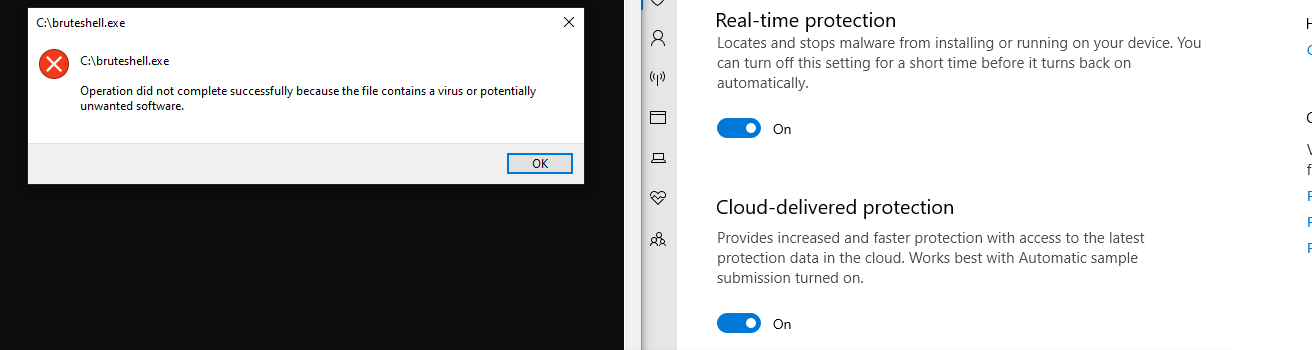 C:\bruteshell.exe
C:\bruteshell.exe
Operation did not complete successfully because the file contains a virus or potentially
unwanted software.
OK
Real-time protection
Locates and stops malware from installing or running on your device. You
can turn off this setting for a short time before it turns back on
automatically.
On
Cloud-delivered protection
Provides increased and faster protection with access to the latest
protection data in the cloud. Works best with Automatic sample
submission turned on.
On